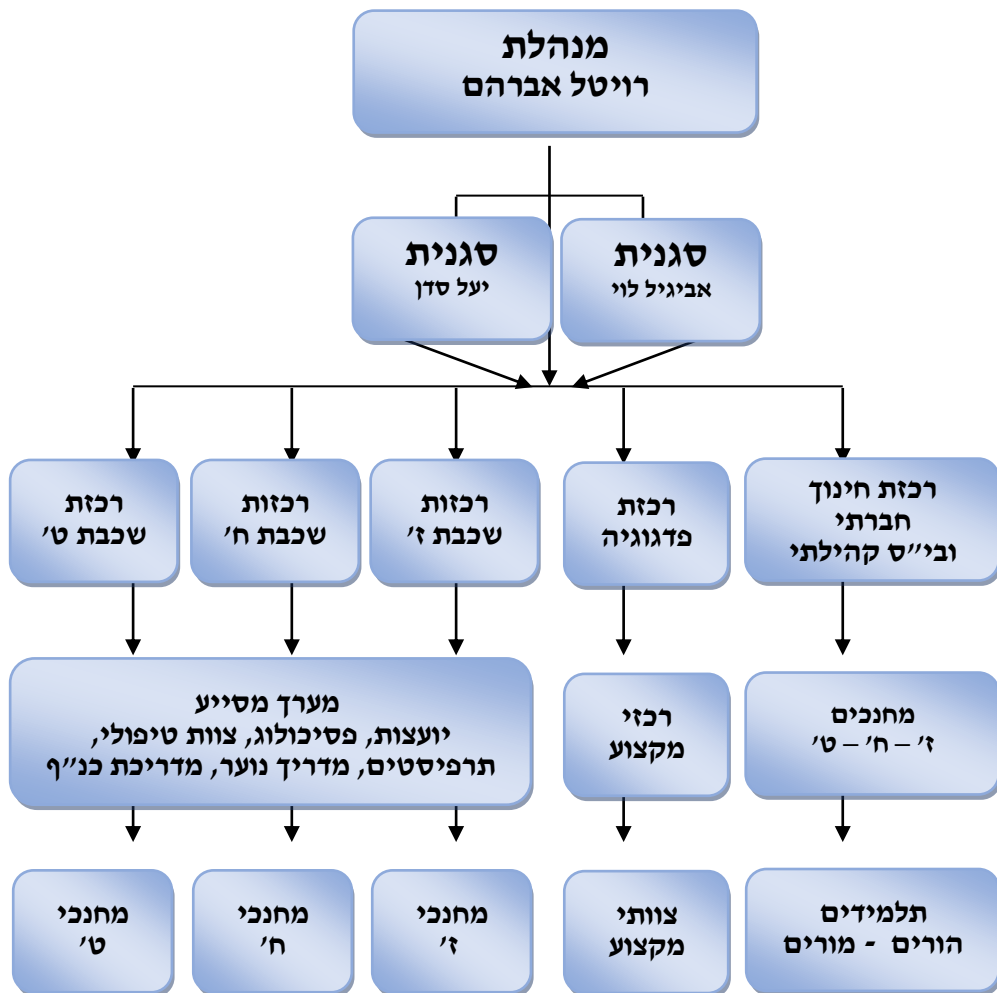 מנהלת
רויטל אברהם
סגנית
אביגיל לוי
סגנית
יעל סדן
רכזת חינוך
חברתי
ובי״ס קהילתי
רכזת
פדגוגיה
רכזות
שכבת ז׳
רכזות
שכבת ח׳
רכזת
שכבת ט׳
מחנכים
ז׳ – ח׳ – ט׳
רכזי
מקצוע
מערך מסייע
יועצות, פסיכולוג, צוות טיפולי,
תרפיסטים, מדריך נוער, מדריכת כנ״ף
תלמידים
הורים - מורים
צוותי
מקצוע
מחנכי
ז׳
מחנכי
ח׳
מחנכי
ט׳